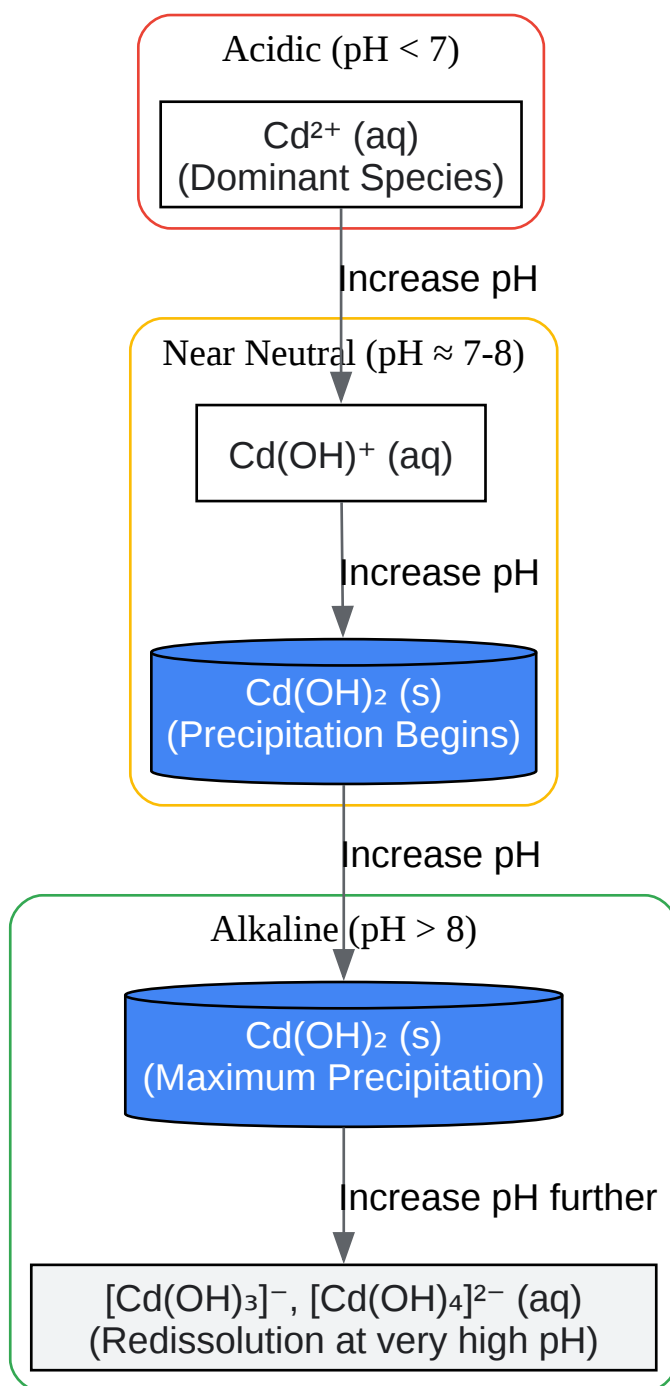 Acidic (pH < 7)
Cd²⁺ (aq)
(Dominant Species)
Increase pH
Near Neutral (pH ≈ 7-8)
Cd(OH)⁺ (aq)
Increase pH
Cd(OH)₂ (s)
(Precipitation Begins)
Increase pH
Alkaline (pH > 8)
Cd(OH)₂ (s)
(Maximum Precipitation)
Increase pH further
[Cd(OH)₃]⁻, [Cd(OH)₄]²⁻ (aq)
(Redissolution at very high pH)